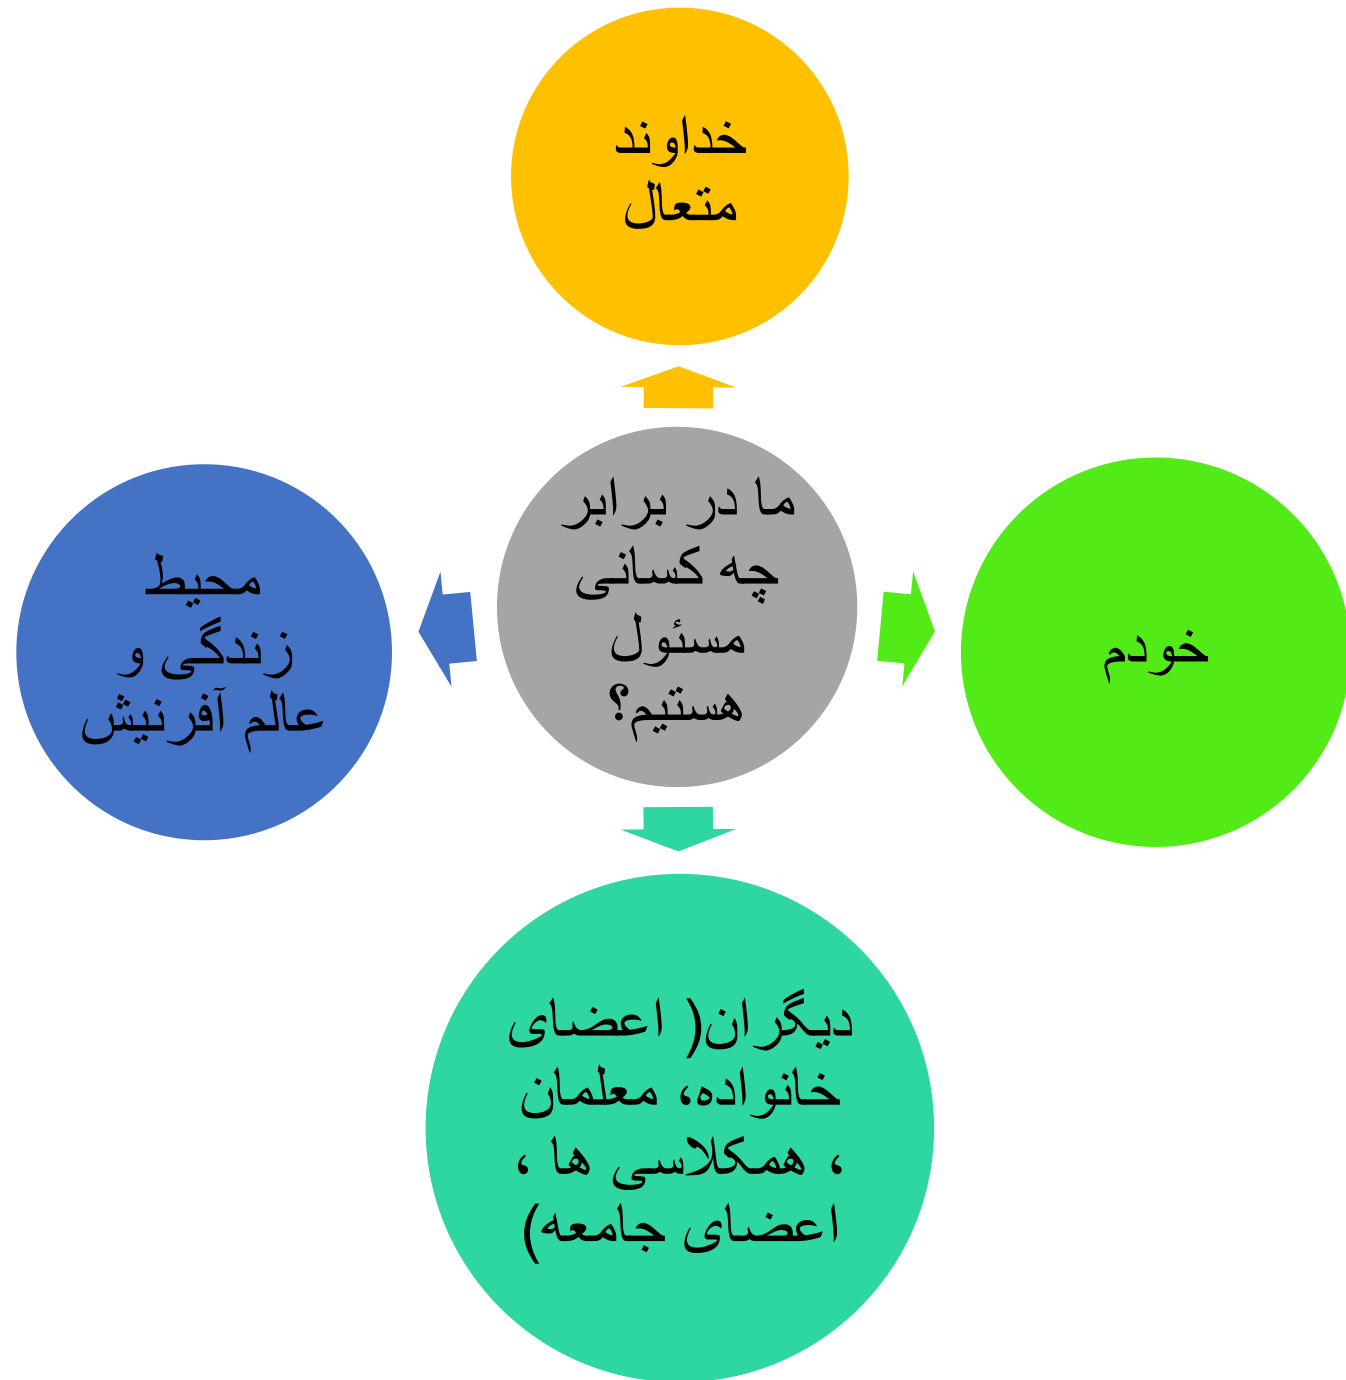 خداوند
متعال
ما در برابر
چه کسانی
مسئول
هستیم؟
خودم
محیط
زندگی و
عالم آفرنیش
دیگران( اعضای
خانواده، معلمان
، همکلاسی ها ،
اعضای جامعه)